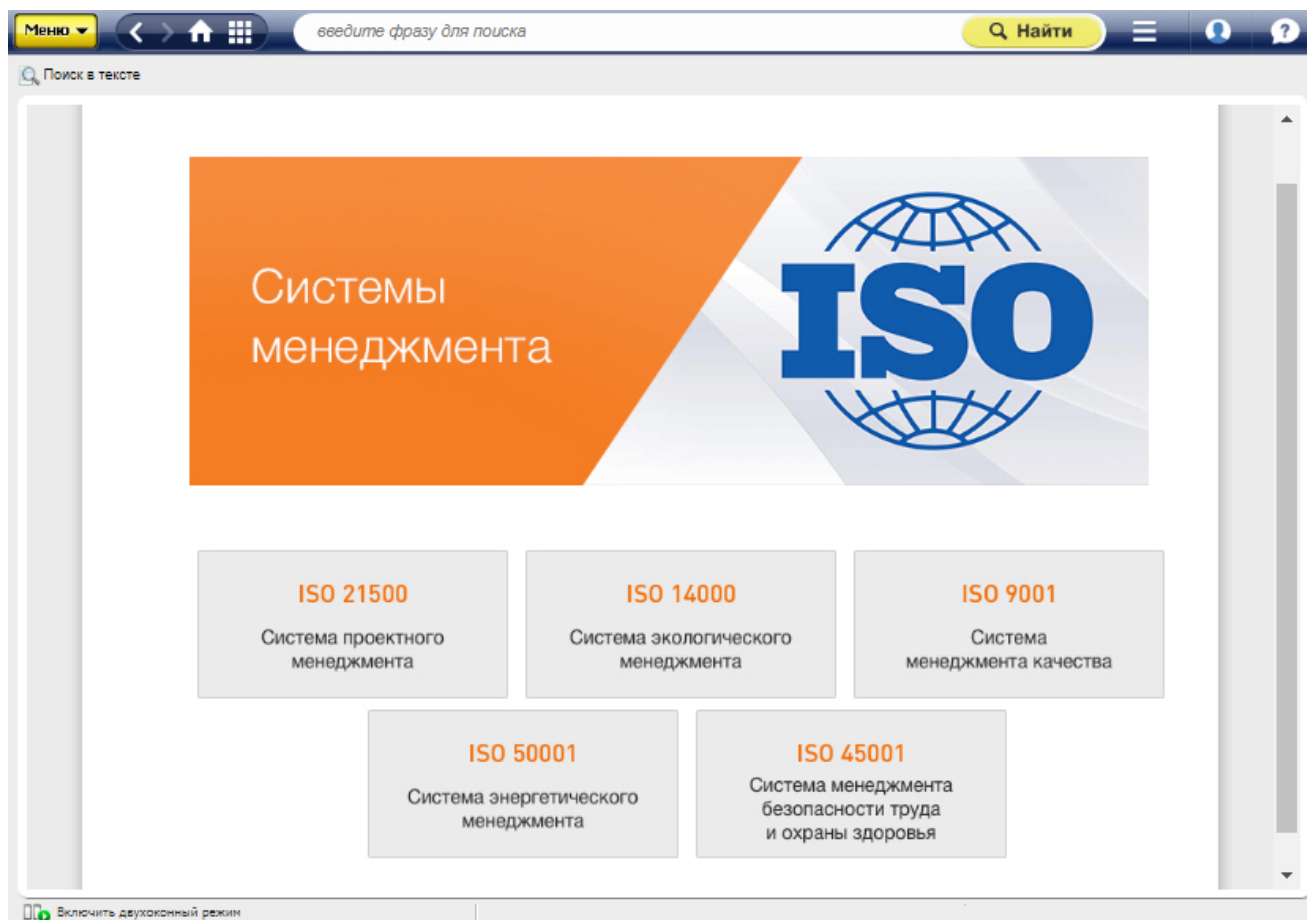 Меню
введите фразу для поиска
Найти
?
Поиск в тексте
Системы
менеджмента
ISO
ISO 21500
Система проектного
менеджмента
ISO 14000
Система экологического
менеджмента
ISO 9001
Система
менеджмента качества
ISO 50001
Система энергетического
менеджмента
ISO 45001
Система менеджмента
безопасности труда
и охраны здоровья
Включить двухоконный режим